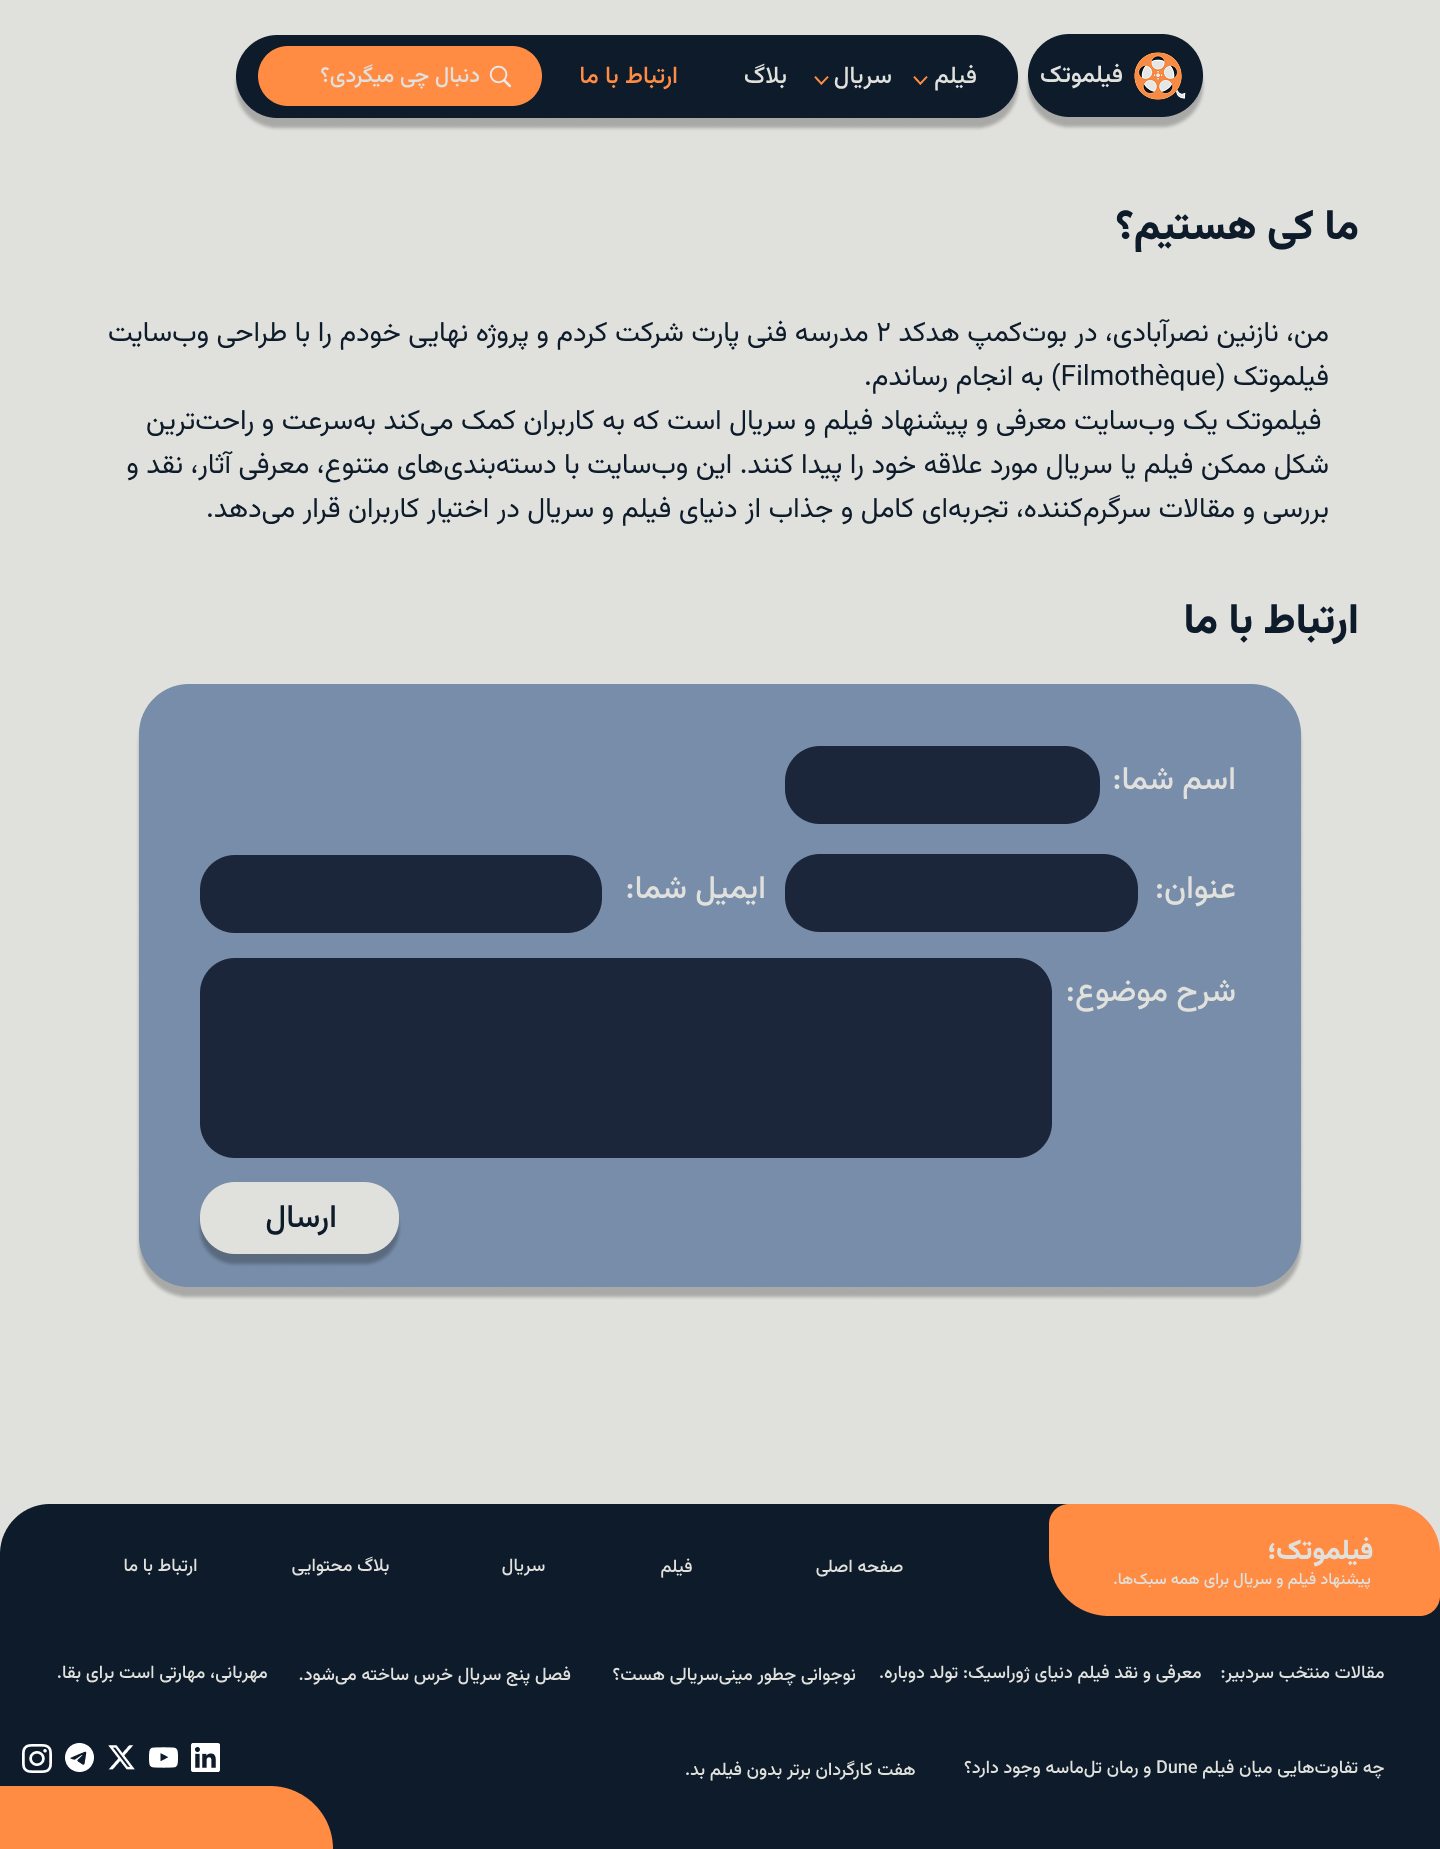 فیلموتک
فیلم
سریال
بلاگ
ارتباط با ما
دنبال چی میگردی؟
ما کی هستیم؟
من، نازنین نصرآبادی، در بوت‌کمپ هدکد ۲ مدرسه فنی پارت شرکت کردم و پروژه نهایی خودم را با طراحی وب‌سایت
فیلموتک (Filmothèque) به انجام رساندم.
فیلموتک یک وب‌سایت معرفی و پیشنهاد فیلم و سریال است که به کاربران کمک می‌کند به‌سرعت و راحت‌ترین
شکل ممکن فیلم یا سریال مورد علاقه خود را پیدا کنند. این وب‌سایت با دسته‌بندی‌های متنوع، معرفی آثار، نقد و
بررسی و مقالات سرگرم‌کننده، تجربه‌ای کامل و جذاب از دنیای فیلم و سریال در اختیار کاربران قرار می‌دهد.
ارتباط با ما
اسم شما:
عنوان:
ایمیل شما:
شرح موضوع:
ارسال
فیلموتک؛
پیشنهاد فیلم و سریال برای همه سبک‌ها.
صفحه اصلی
فیلم
سریال
بلاگ محتوایی
ارتباط با ما
مقالات منتخب سردبیر:
معرفی و نقد فیلم دنیای ژوراسیک: تولد دوباره.
نوجوانی چطور مینی‌سریالی هست؟
فصل پنج سریال خرس ساخته می‌شود.
مهربانی، مهارتی است برای بقا.
چه تفاوت‌هایی میان فیلم Dune و رمان تل‌ماسه وجود دارد؟
هفت کارگردان برتر بدون فیلم بد.